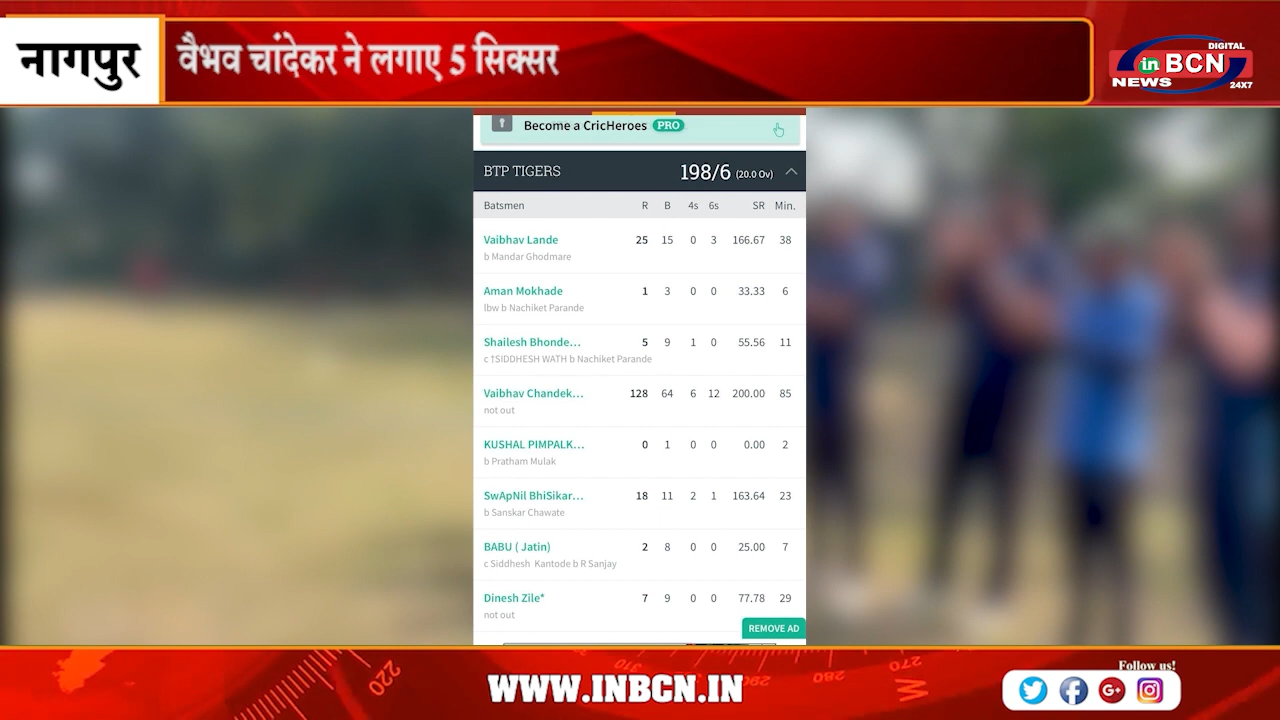 नागपुर
वैभव चांदेकर ने लगाए 5 सिक्सर
DIGITAL
in BCN
NEWS 24X7
Become a CricHeroes PRO
BTP TIGERS 198/6 (20.0 Ov)
Batsmen R B 4s 6s SR Min.
Vaibhav Lande 25 15 0 3 166.67 38
b Mandar Ghodmare
Aman Mokhade 1 3 0 0 33.33 6
lbw b Nachiket Parande
Shailesh Bhonde... 5 9 1 0 55.56 11
c †SIDDHESH WATH b Nachiket Parande
Vaibhav Chandek... 128 64 6 12 200.00 85
not out
KUSHAL PIMPALK... 0 1 0 0 0.00 2
b Pratham Mulak
SwApNil BhiSikar... 18 11 2 1 163.64 23
b Sanskar Chawate
BABU ( Jatin) 2 8 0 0 25.00 7
c Siddhesh Kantode b R Sanjay
Dinesh Zile* 7 9 0 0 77.78 29
not out
REMOVE AD
220
310
280
270
W
WWW.INBCN.IN
Follow us!